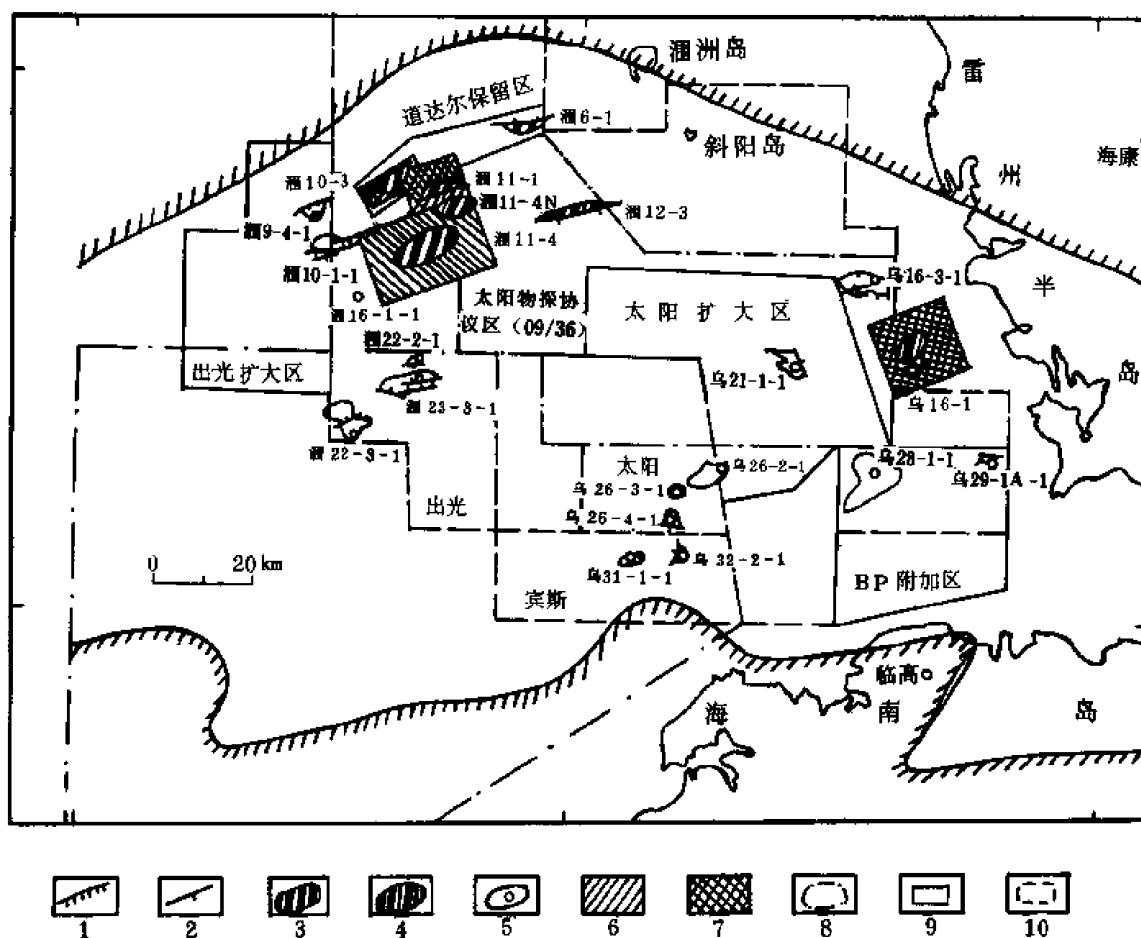 涠洲岛
雷
道达尔保留区
涠6-1
斜阳岛
海康
州
涠10-3
涠11-1
涠11-4N
涠12-3
涠9-4-1
涠11-4
涠10-1-1
乌16-3-1
半
涠16-1-1
太阳物探协
议区（09/36）
太阳扩大区
涠22-2-1
出光扩大区
乌21-1-1
岛
涠23-3-1
乌16-1
涠22-3-1
太阳
乌26-2-1
乌28-1-1
乌29-1A-1
乌26-3-1
出光
乌26-4-1
0 20km
乌31-1-1
乌32-2-1
宾斯
BP附加区
临高
海
南
岛
1 2 3 4 5 6 7 8 9 10